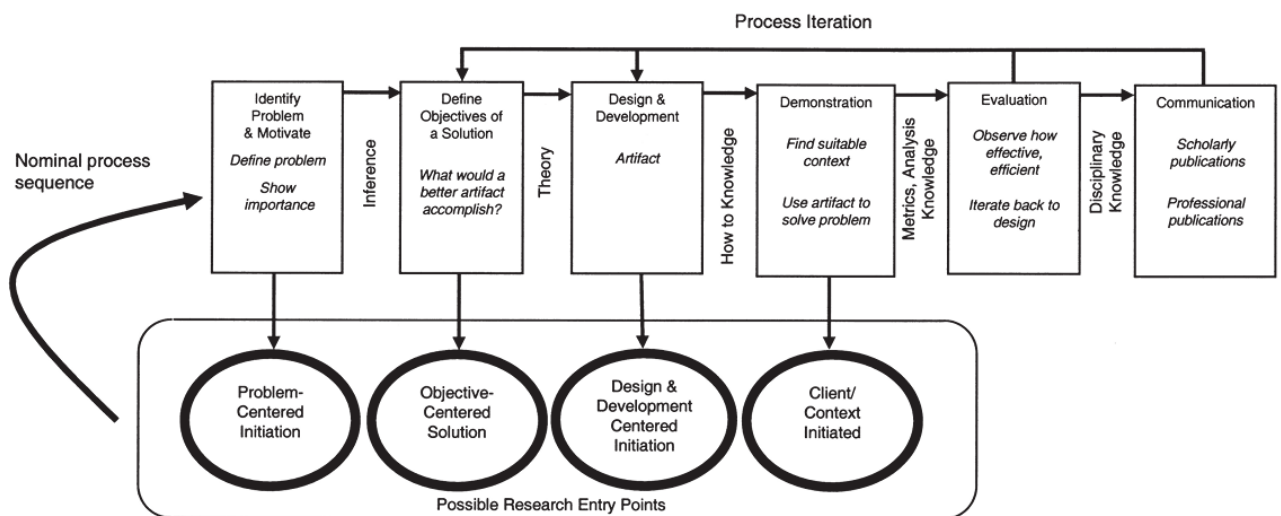 Process Iteration
Nominal process
sequence
Identify
Problem
& Motivate
Define problem
Show
importance
Inference
Define
Objectives of
a Solution
What would a
better artifact
accomplish?
Theory
Design &
Development
Artifact
How to Knowledge
Demonstration
Find suitable
context
Use artifact to
solve problem
Metrics, Analysis
Knowledge
Evaluation
Observe how
effective,
efficient
Iterate back to
design
Disciplinary
Knowledge
Communication
Scholarly
publications
Professional
publications
Problem-
Centered
Initiation
Objective-
Centered
Solution
Design &
Development
Centered
Initiation
Client/
Context
Initiated
Possible Research Entry Points